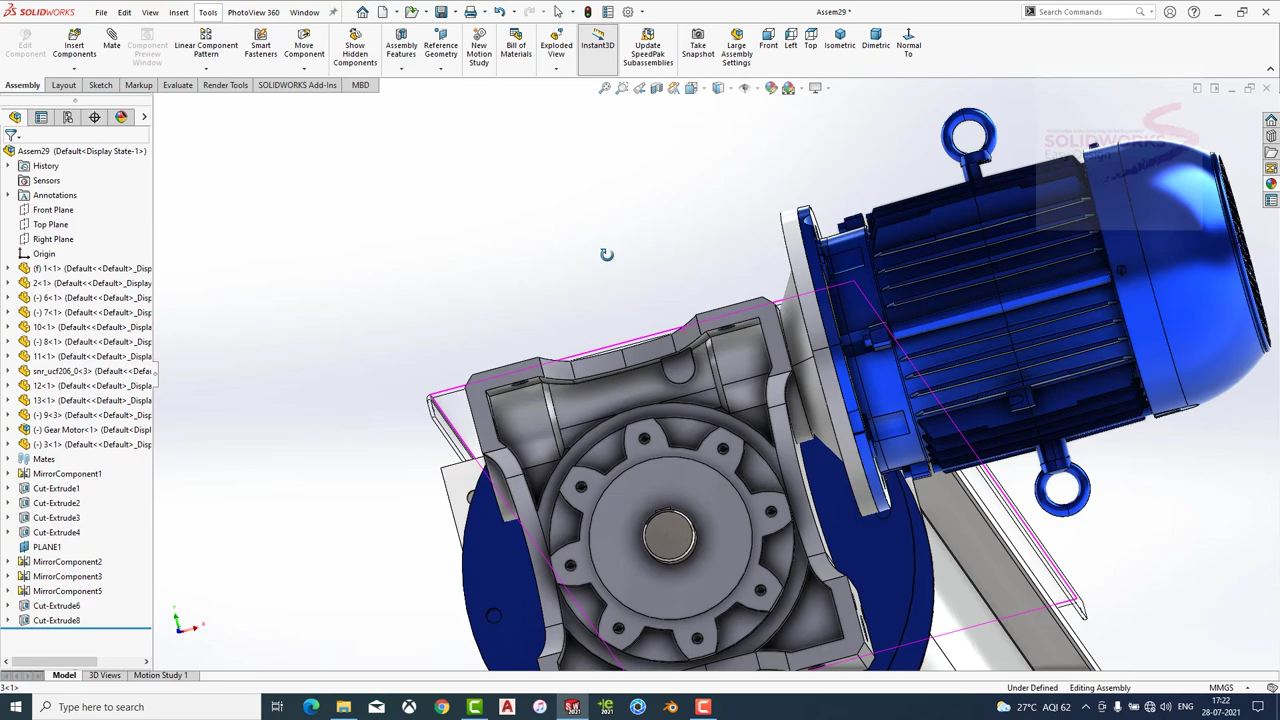 SOLIDWORKS File Edit View Insert Tools PhotoView 360 Window Assem29 * Search Commands
Edit Component Insert Components Mate Component Preview Window Linear Component Pattern Smart Fasteners Move Component Show Hidden Components Assembly Features Reference Geometry New Motion Study Bill of Materials Exploded View Instant3D Update SpeedPak Subassemblies Take Snapshot Large Assembly Settings Front Left Top Isometric Dimetric Normal To
Assembly Layout Sketch Markup Evaluate Render Tools SOLIDWORKS Add-Ins MBD
SOLIDWORKS
Easy Design
Assem29 (Default<Display State-1>)
History
Sensors
Annotations
Front Plane
Top Plane
Right Plane
Origin
(f) 1<1> (Default<<Default>_Disp
2<1> (Default<<Default>_Display
(-) 6<1> (Default<<Default>_Disp
(-) 7<1> (Default<<Default>_Disp
10<1> (Default<<Default>_Displa
(-) 8<1> (Default<<Default>_Disp
11<1> (Default<<Default>_Displa
snr_ucf206_0<3> (Default<<Defau
12<1> (Default<<Default>_Displa
13<1> (Default<<Default>_Displa
(-) 9<3> (Default<<Default>_Disp
(-) Gear Motor<1> (Default<Displ
(-) 3<1> (Default<<Default>_Disp
Mates
MirrorComponent1
Cut-Extrude1
Cut-Extrude2
Cut-Extrude3
Cut-Extrude4
PLANE1
MirrorComponent2
MirrorComponent3
MirrorComponent5
Cut-Extrude6
Cut-Extrude8
Y
X
Model 3D Views Motion Study 1
3<1> Under Defined Editing Assembly MMGS
Type here to search 27°C AQI 62 ENG 17:22
28-07-2021